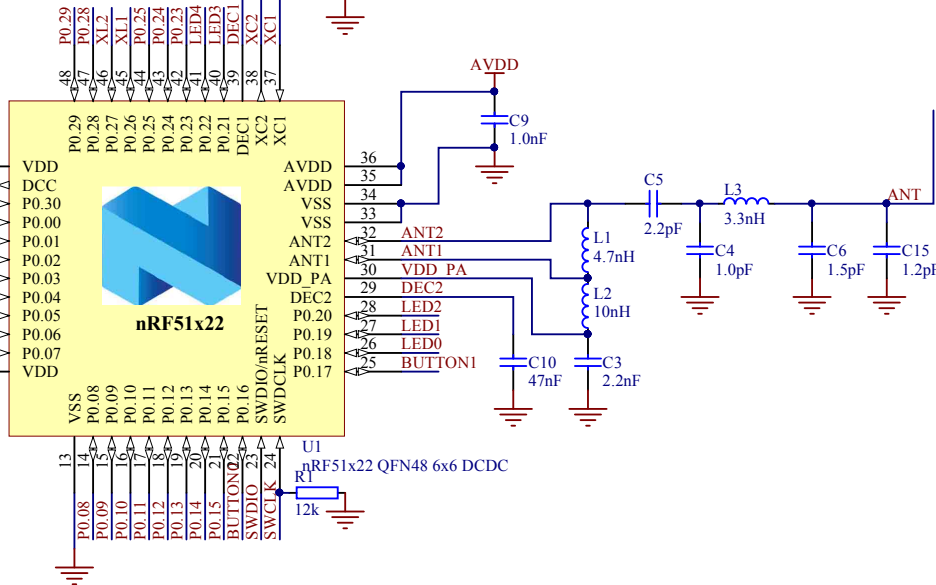 P0.29
P0.28
XL2
XL1
P0.25
P0.24
P0.23
LED4
LED3
DEC1
XC2
XC1
48
47
46
45
44
43
42
41
40
39
38
37
P0.29
P0.28
P0.27
P0.26
P0.25
P0.24
P0.23
P0.22
P0.21
DEC1
XC2
XC1
VDD
DCC
P0.30
P0.00
P0.01
P0.02
P0.03
P0.04
P0.05
P0.06
P0.07
VDD
nRF51x22
AVDD 36
AVDD 35
VSS 34
VSS 33
ANT2 32 ANT2
ANT1 31 ANT1
VDD_PA 30 VDD_PA
DEC2 29 DEC2
P0.20 28 LED2
P0.19 27 LED1
P0.18 26 LED0
P0.17 25 BUTTON1
AVDD
C9
1.0nF
C5
2.2pF
L3
3.3nH
ANT
L1
4.7nH
L2
10nH
C4
1.0pF
C6
1.5pF
C15
1.2pF
C10
47nF
C3
2.2nF
VSS
P0.08
P0.09
P0.10
P0.11
P0.12
P0.13
P0.14
P0.15
P0.16
SWDIO/nRESET
SWDCLK
13
14
15
16
17
18
19
20
21
22
23
24
P0.08
P0.09
P0.10
P0.11
P0.12
P0.13
P0.14
P0.15
BUTTON0
SWDIO
SWCLK
U1
nRF51x22 QFN48 6x6 DCDC
R1
12k